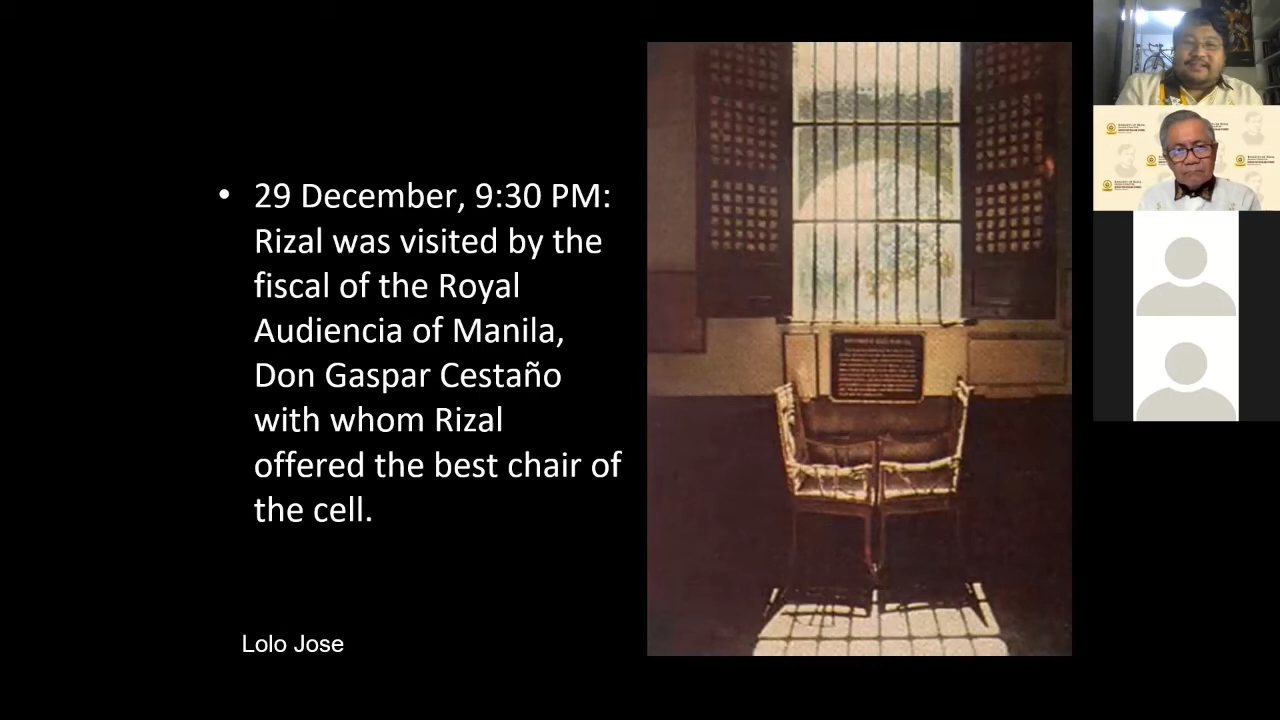 • 29 December, 9:30 PM:
Rizal was visited by the
fiscal of the Royal
Audiencia of Manila,
Don Gaspar Cestaño
with whom Rizal
offered the best chair of
the cell.
Lolo Jose